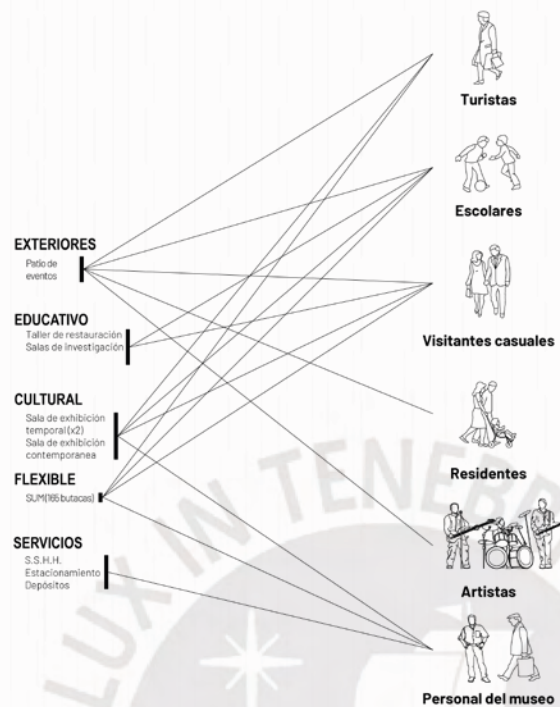 Turistas
Escolares
EXTERIORES
Patio de
eventos
EDUCATIVO
Taller de restauración
Salas de investigación
Visitantes casuales
CULTURAL
Sala de exhibición
temporal (x2)
Sala de exhibición
contemporanea
FLEXIBLE
SUM(165 butacas)
Residentes
SERVICIOS
S.S.H.H.
Estacionamiento
Depósitos
Artistas
Personal del museo
LUX IN TENEBR